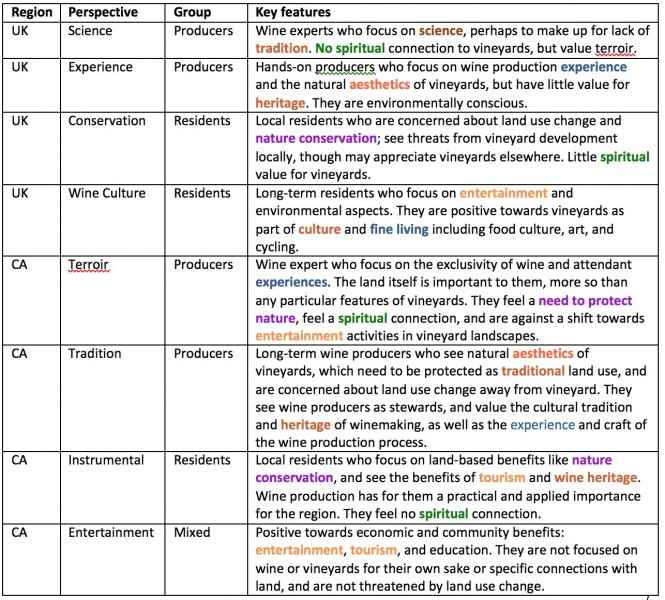 Region Perspective Group Key features
UK Science Producers Wine experts who focus on science, perhaps to make up for lack of
tradition. No spiritual connection to vineyards, but value terroir.
UK Experience Producers Hands-on producers who focus on wine production experience
and the natural aesthetics of vineyards, but have little value for
heritage. They are environmentally conscious.
UK Conservation Residents Local residents who are concerned about land use change and
nature conservation; see threats from vineyard development
locally, though may appreciate vineyards elsewhere. Little spiritual
value for vineyards.
UK Wine Culture Residents Long-term residents who focus on entertainment and
environmental aspects. They are positive towards vineyards as
part of culture and fine living including food culture, art, and
cycling.
CA Terroir Producers Wine expert who focus on the exclusivity of wine and attendant
experiences. The land itself is important to them, more so than
any particular features of vineyards. They feel a need to protect
nature, feel a spiritual connection, and are against a shift towards
entertainment activities in vineyard landscapes.
CA Tradition Producers Long-term wine producers who see natural aesthetics of
vineyards, which need to be protected as traditional land use, and
are concerned about land use change away from vineyard. They
see wine producers as stewards, and value the cultural tradition
and heritage of winemaking, as well as the experience and craft of
the wine production process.
CA Instrumental Residents Local residents who focus on land-based benefits like nature
conservation, and see the benefits of tourism and wine heritage.
Wine production has for them a practical and applied importance
for the region. They feel no spiritual connection.
CA Entertainment Mixed Positive towards economic and community benefits:
entertainment, tourism, and education. They are not focused on
wine or vineyards for their own sake or specific connections with
land, and are not threatened by land use change.